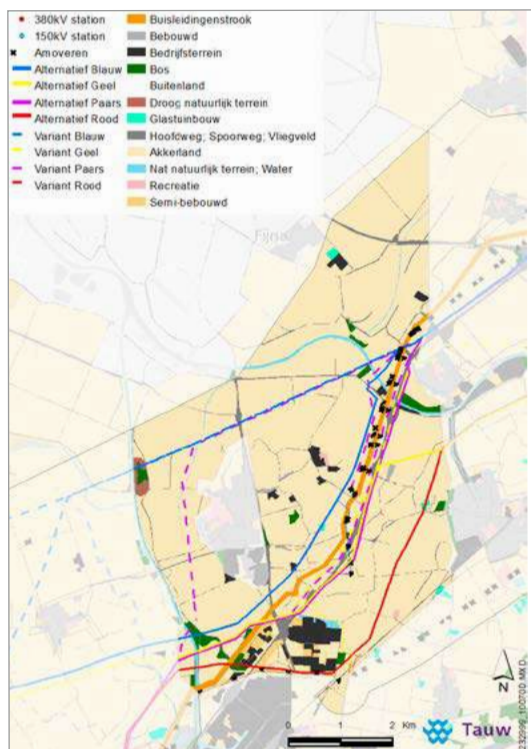 380kV station
150kV station
Amoveren
Alternatief Blauw
Alternatief Geel
Alternatief Paars
Alternatief Rood
Variant Blauw
Variant Geel
Variant Paars
Variant Rood
Buisleidingenstrook
Bebouwd
Bedrijfsterrein
Bos
Buitenland
Droog natuurlijk terrein
Glastuinbouw
Hoofdweg; Spoorweg; Vliegveld
Akkerland
Nat natuurlijk terrein; Water
Recreatie
Semi-bebouwd
Fijna
N
0 1 2 Km
Tauw